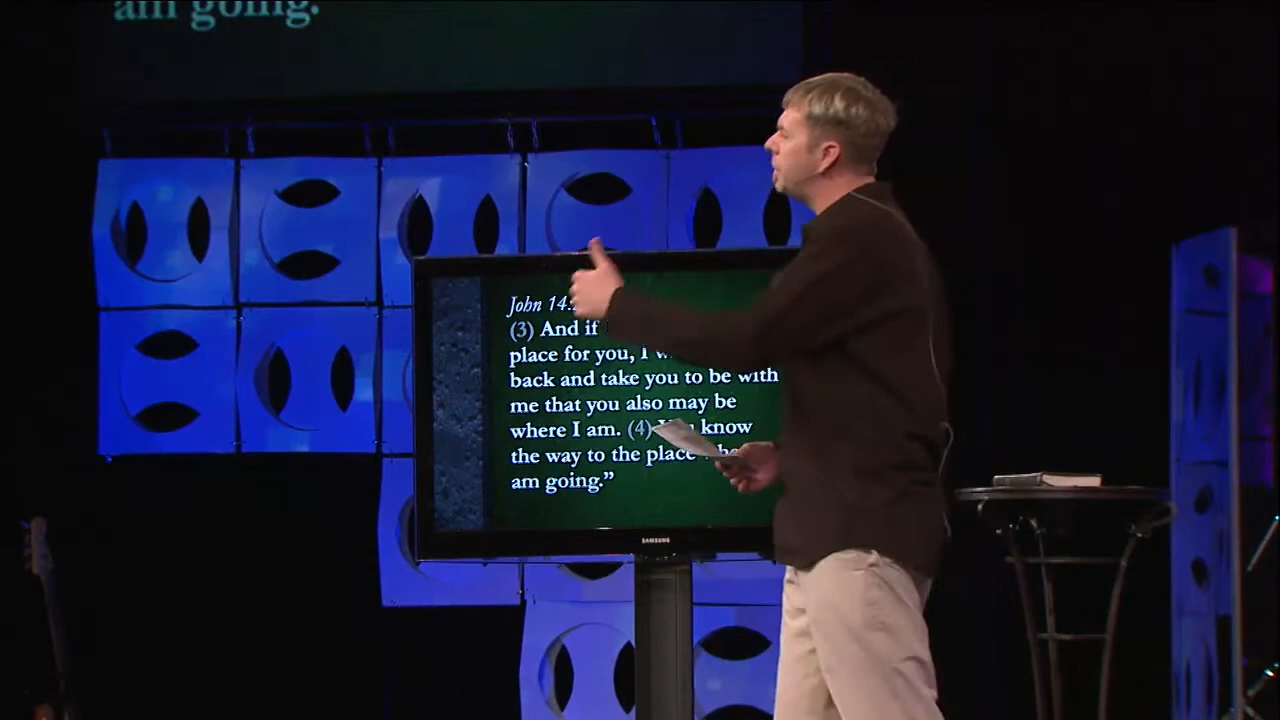 am going.
John 14:
(3) And if
place for you, I
back and take you to be with
me that you also may be
where I am. (4) You know
the way to the place
am going.”
SAMSUNG